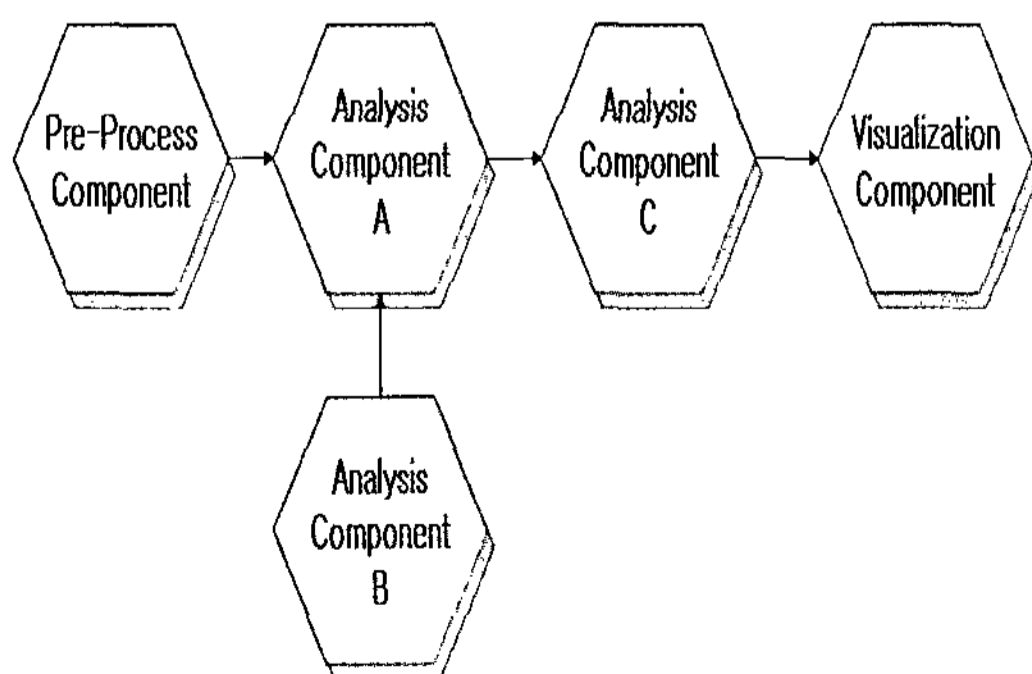 Pre-Process
Component
Analysis
Component
A
Analysis
Component
C
Visualization
Component
Analysis
Component
B